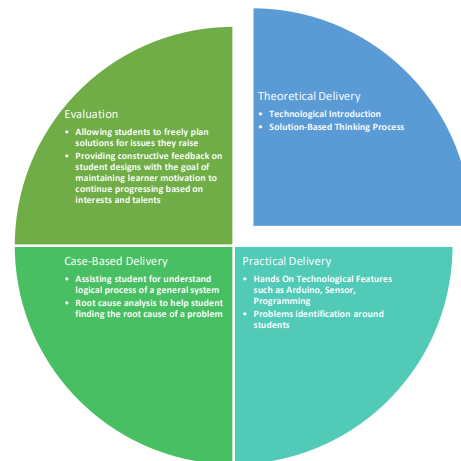 Evaluation
• Allowing students to freely plan
solutions for issues they raise
• Providing constructive feedback on
student designs with the goal of
maintaining learner motivation to
continue progressing based on
interests and talents
Theoretical Delivery
• Technological Introduction
• Solution-Based Thinking Process
Case-Based Delivery
• Assisting student for understand
logical process of a general system
• Root cause analysis to help student
finding the root cause of a problem
Practical Delivery
• Hands On Technological Features
such as Arduino, Sensor,
Programming
• Problems identification around
students